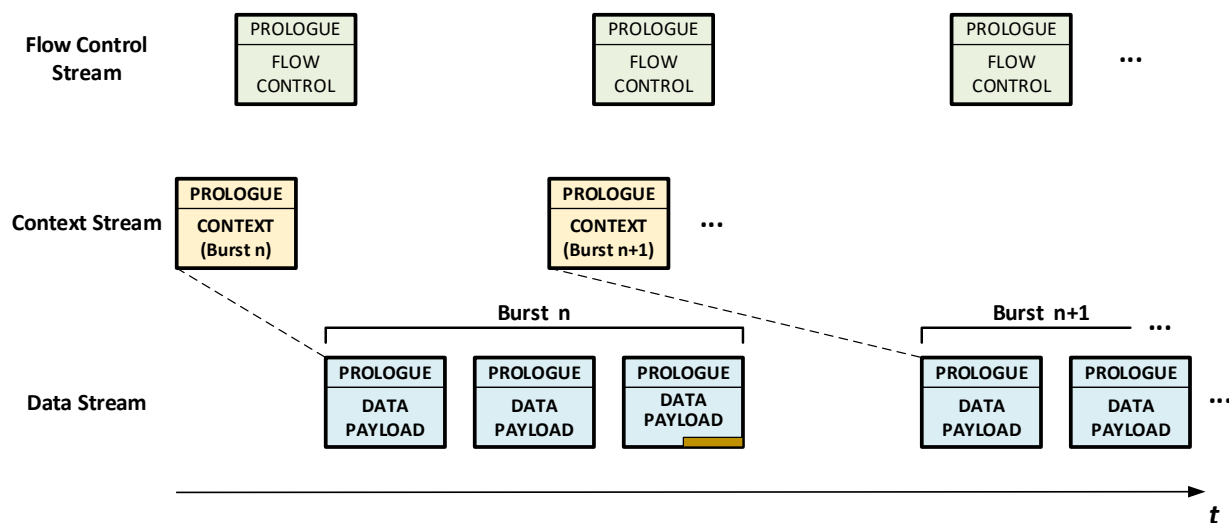 Flow Control
Stream
PROLOGUE
FLOW
CONTROL
PROLOGUE
FLOW
CONTROL
PROLOGUE
FLOW
CONTROL
...
Context Stream
PROLOGUE
CONTEXT
(Burst n)
PROLOGUE
CONTEXT
(Burst n+1)
...
Burst n
Burst n+1
...
Data Stream
PROLOGUE
DATA
PAYLOAD
PROLOGUE
DATA
PAYLOAD
PROLOGUE
DATA
PAYLOAD
PROLOGUE
DATA
PAYLOAD
PROLOGUE
DATA
PAYLOAD
...
t